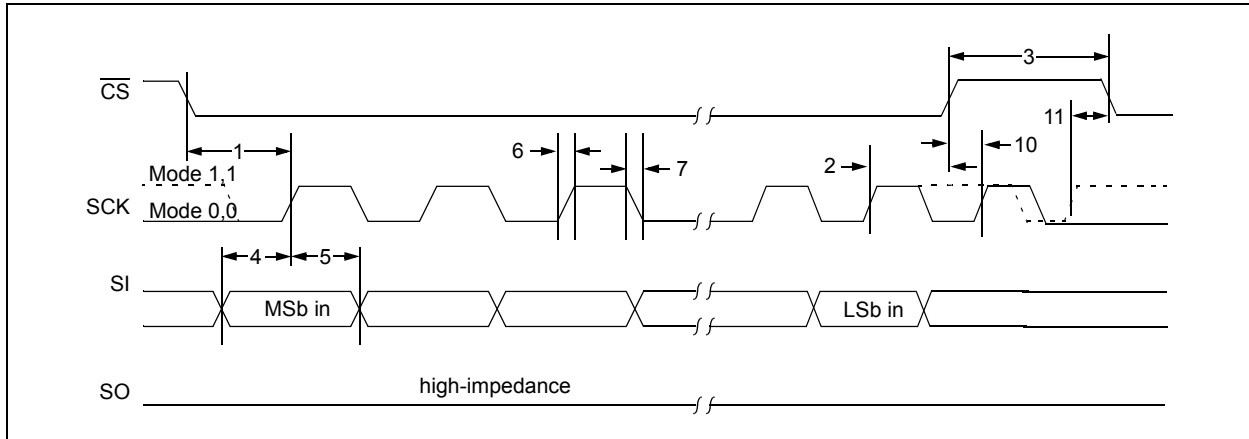 3
CS
11
1
6
10
Mode 1,1
2
7
SCK
Mode 0,0
4
5
SI
MSb in
LSb in
high-impedance
SO